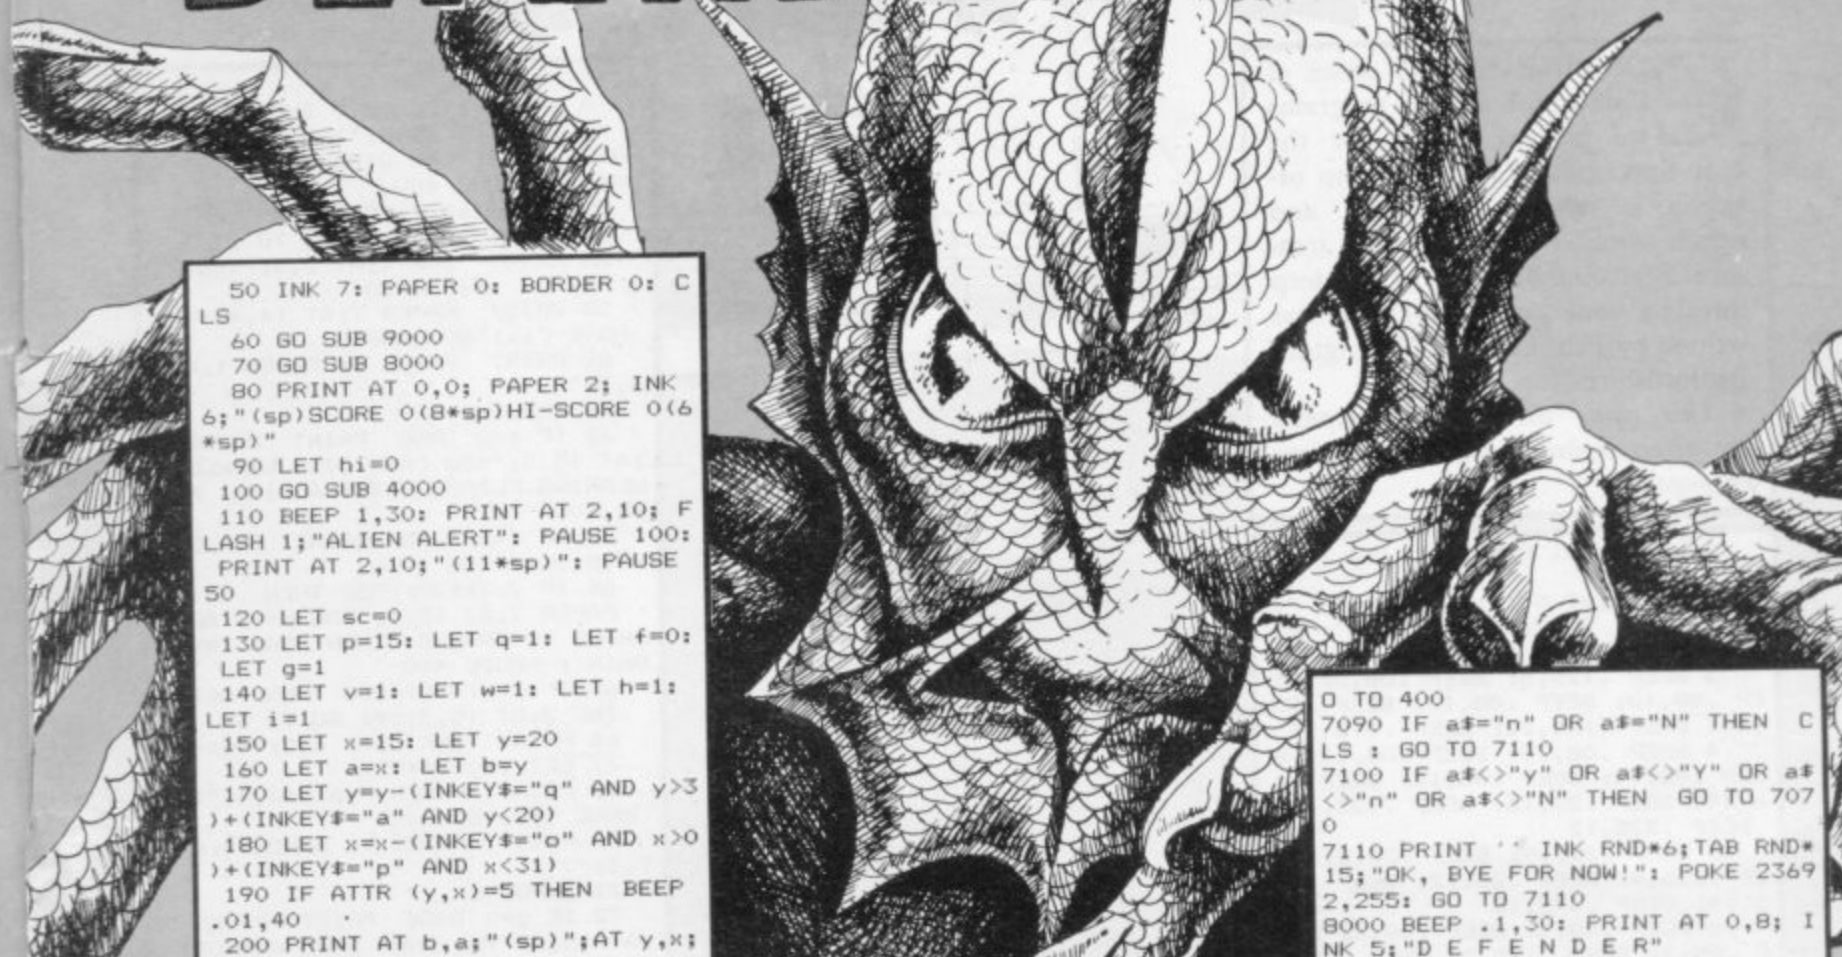 50 INK 7: PAPER 0: BORDER 0: C
LS
60 GO SUB 9000
70 GO SUB 8000
80 PRINT AT 0,0; PAPER 2; INK
6;"(sp)SCORE 0(8*sp)HI-SCORE 0(6
*sp)"
90 LET hi=0
100 GO SUB 4000
110 BEEP 1,30: PRINT AT 2,10; F
LASH 1;"ALIEN ALERT": PAUSE 100:
PRINT AT 2,10;"(11*sp)": PAUSE
50
120 LET sc=0
130 LET p=15: LET q=1: LET f=0:
LET g=1
140 LET v=1: LET w=1: LET h=1:
LET i=1
150 LET x=15: LET y=20
160 LET a=x: LET b=y
170 LET y=y-(INKEY$="q" AND y>3
)+(INKEY$="a" AND y<20)
180 LET x=x-(INKEY$="o" AND x>0
)+(INKEY$="p" AND x<31)
190 IF ATTR (y,x)=5 THEN BEEP
.01,40
200 PRINT AT b,a;"(sp)";AT y,x;
0 TO 400
7090 IF a$="n" OR a$="N" THEN C
LS : GO TO 7110
7100 IF a$<>"y" OR a$<>"Y" OR a$
<>"n" OR a$<>"N" THEN GO TO 707
0
7110 PRINT '' INK RND*6;TAB RND*
15;"OK, BYE FOR NOW!": POKE 2369
2,255: GO TO 7110
8000 BEEP .1,30: PRINT AT 0,8; I
NK 5;"D E F E N D E R"